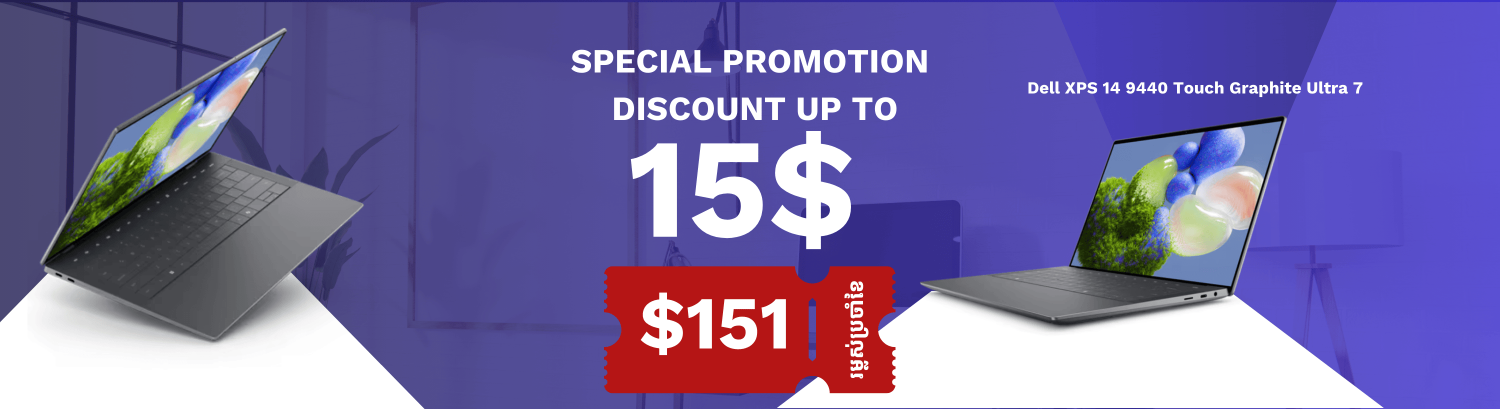 SPECIAL PROMOTION
DISCOUNT UP TO
15$
Dell XPS 14 9440 Touch Graphite Ultra 7
$151